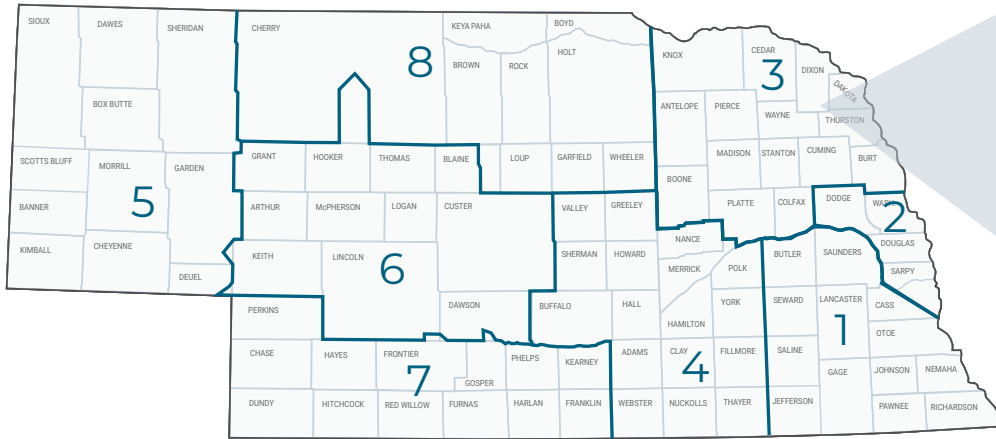 SIOUX
DAWES
SHERIDAN
CHERRY
KEYA PAHA
BOYD
HOLT
BROWN
ROCK
8
KNOX
CEDAR
3
DIXON
DAKOTA
BOX BUTTE
ANTELOPE
PIERCE
WAYNE
THURSTON
SCOTTS BLUFF
MORRILL
GARDEN
GRANT
HOOKER
THOMAS
BLAINE
LOUP
GARFIELD
WHEELER
MADISON
STANTON
CUMING
BURT
BOONE
BANNER
5
ARTHUR
McPHERSON
LOGAN
CUSTER
VALLEY
GREELEY
PLATTE
COLFAX
DODGE
WASH
2
KIMBALL
CHEYENNE
DEUEL
KEITH
LINCOLN
6
SHERMAN
HOWARD
NANCE
MERRICK
POLK
BUTLER
SAUNDERS
DOUGLAS
SARPY
PERKINS
DAWSON
BUFFALO
HALL
HAMILTON
YORK
SEWARD
LANCASTER
CASS
1
OTOE
CHASE
HAYES
FRONTIER
7
GOSPER
PHELPS
KEARNEY
ADAMS
CLAY
4
FILLMORE
SALINE
GAGE
JOHNSON
NEMAHA
DUNDY
HITCHCOCK
RED WILLOW
FURNAS
HARLAN
FRANKLIN
WEBSTER
NUCKOLLS
THAYER
JEFFERSON
PAWNEE
RICHARDSON